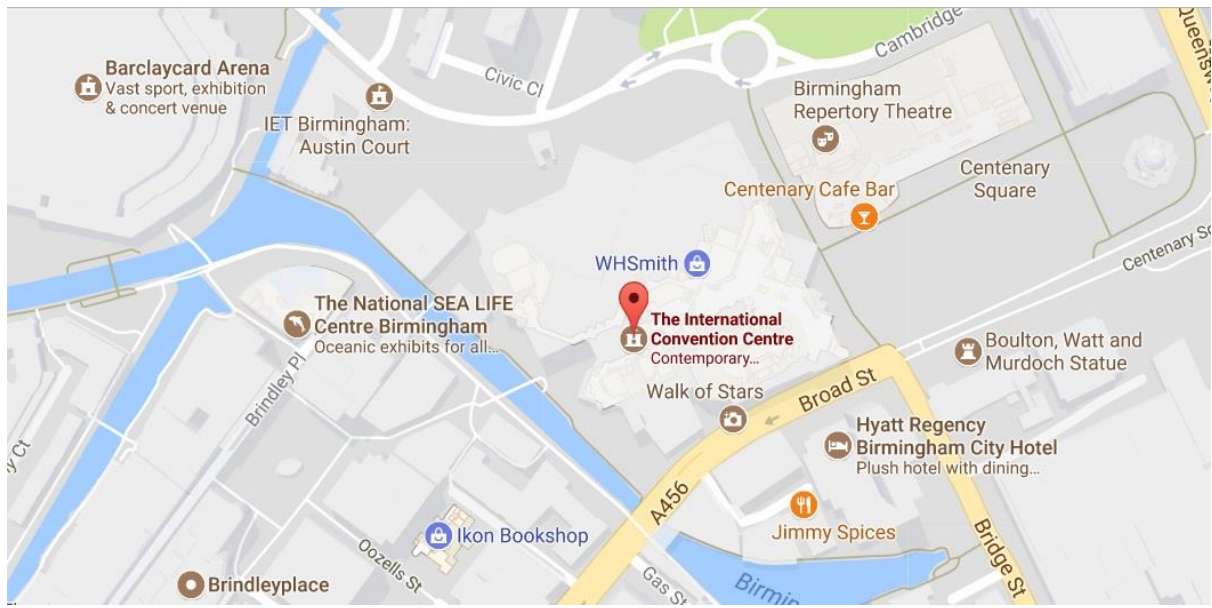 Cambridge
Queensw
Barclaycard Arena
Vast sport, exhibition
& concert venue
Civic Cl
IET Birmingham:
Austin Court
Birmingham
Repertory Theatre
Centenary
Square
Centenary Cafe Bar
Centenary Sq
WHSmith
The National SEA LIFE
Centre Birmingham
Oceanic exhibits for all...
The International
Convention Centre
Contemporary...
Boulton, Watt and
Murdoch Statue
Brindley Pl
Walk of Stars
Broad St
Hyatt Regency
Birmingham City Hotel
Plush hotel with dining...
y Ct
A456
Jimmy Spices
Ikon Bookshop
Oozells St
Bridge St
Brindleyplace
Gas St
Birmin